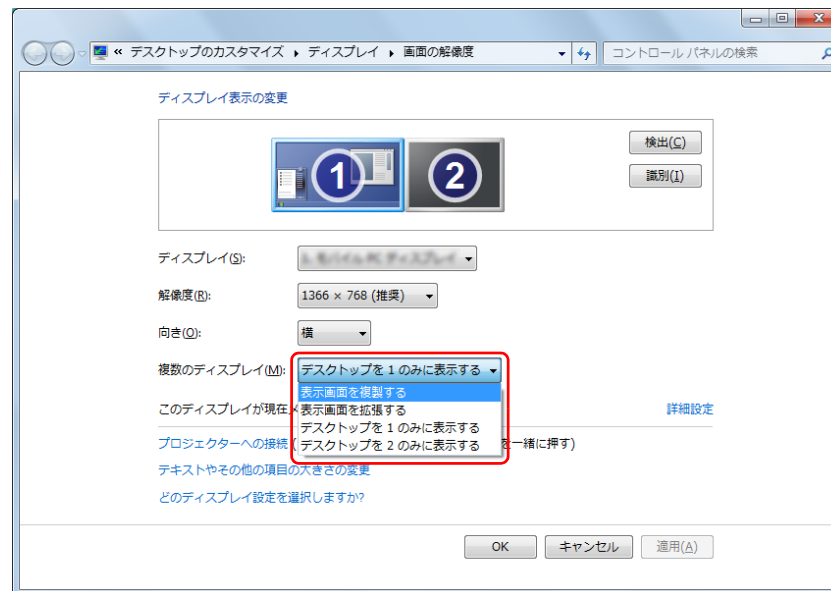 « デスクトップのカスタマイズ ▸ ディスプレイ ▸ 画面の解像度
コントロール パネルの検索
ディスプレイ表示の変更
1
2
検出(C)
識別(I)
ディスプレイ(S):
解像度(R):
1366 × 768 (推奨)
向き(O):
横
複数のディスプレイ(M):
デスクトップを 1 のみに表示する
表示画面を複製する
このディスプレイが現在
表示画面を拡張する
詳細設定
デスクトップを 1 のみに表示する
プロジェクターへの接続 (
デスクトップを 2 のみに表示する
を一緒に押す)
テキストやその他の項目の大きさの変更
どのディスプレイ設定を選択しますか?
OK
キャンセル
適用(A)